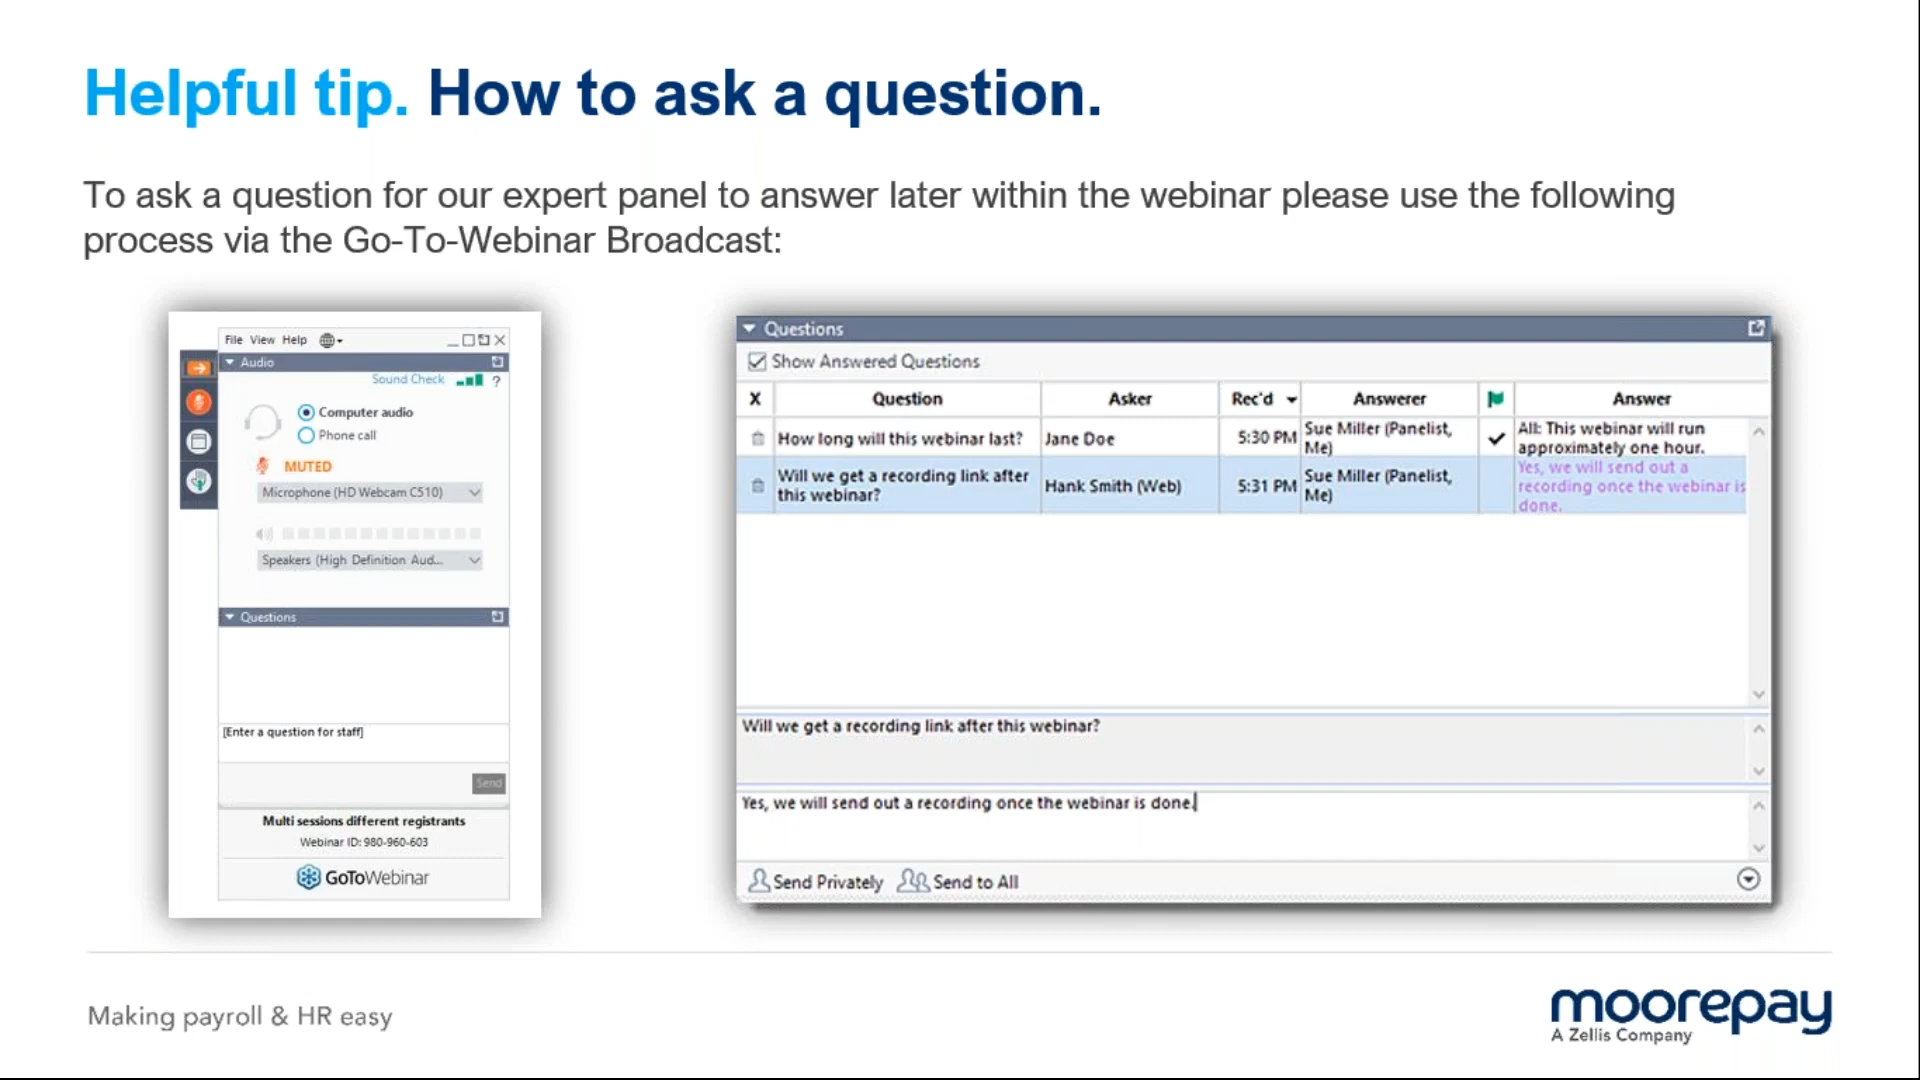 Helpful tip. How to ask a question.
To ask a question for our expert panel to answer later within the webinar please use the following
process via the Go-To-Webinar Broadcast:
File View Help
Audio
Sound Check ?
Computer audio
Phone call
MUTED
Microphone (HD Webcam C510)
Speakers (High Definition Aud...
Questions
[Enter a question for staff]
Send
Multi sessions different registrants
Webinar ID: 980-960-603
GoToWebinar
Questions
Show Answered Questions
X Question Asker Rec'd Answerer Answer
How long will this webinar last? Jane Doe 5:30 PM Sue Miller (Panelist, Me) All: This webinar will run approximately one hour.
Will we get a recording link after this webinar? Hank Smith (Web) 5:31 PM Sue Miller (Panelist, Me) Yes, we will send out a recording once the webinar is done.
Will we get a recording link after this webinar?
Yes, we will send out a recording once the webinar is done.
Send Privately Send to All
Making payroll & HR easy
moorepay
A Zellis Company